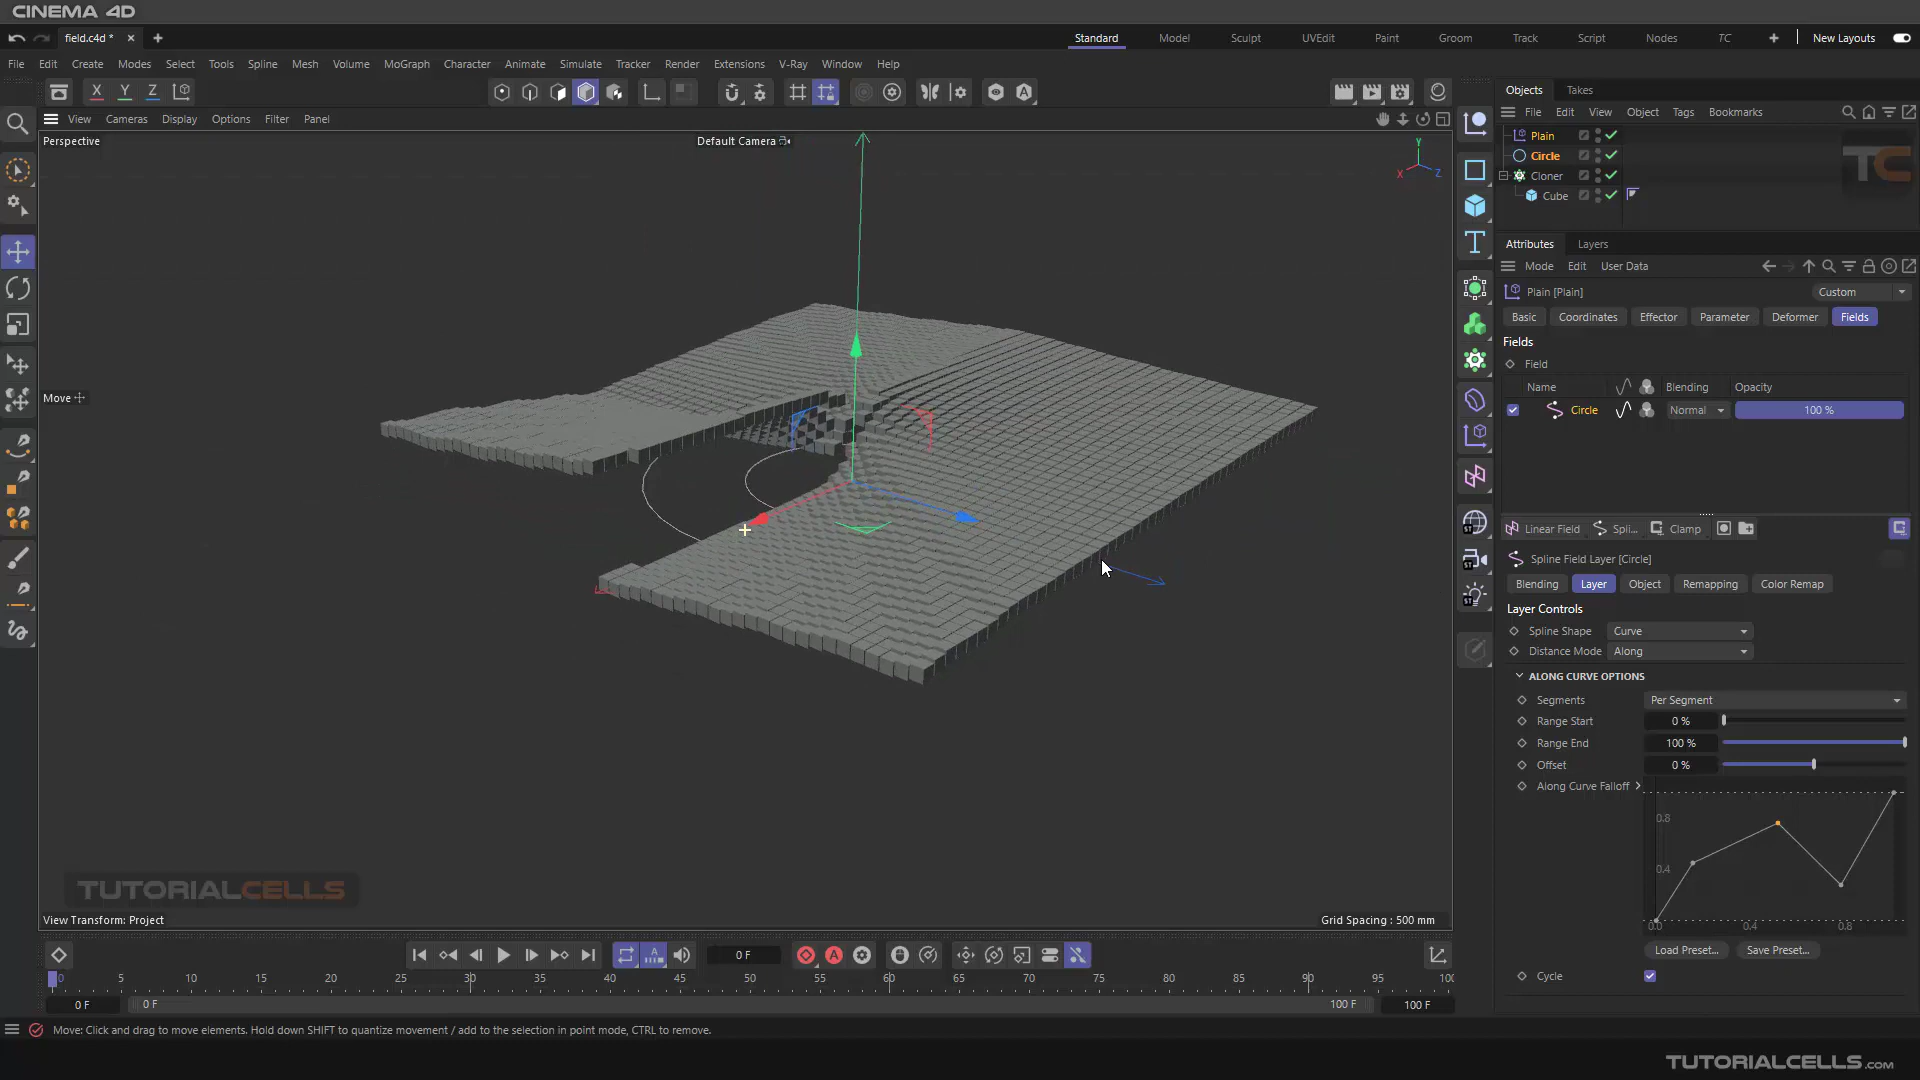 CINEMA 4D
field.c4d *
Standard Model Sculpt UVEdit Paint Groom Track Script Nodes TC New Layouts
File Edit Create Modes Select Tools Spline Mesh Volume MoGraph Character Animate Simulate Tracker Render Extensions V-Ray Window Help
X Y Z
Objects Takes
View Cameras Display Options Filter Panel
File Edit View Object Tags Bookmarks
Perspective
Default Camera
Y
X Z
Plain
Circle
Cloner
Cube
TC
Attributes Layers
Mode Edit User Data
Plain [Plain]
Custom
Basic Coordinates Effector Parameter Deformer Fields
Fields
Field
Name Blending Opacity
Circle Normal 100 %
Move
Linear Field Spli... Clamp
Spline Field Layer [Circle]
Blending Layer Object Remapping Color Remap
Layer Controls
Spline Shape Curve
Distance Mode Along
ALONG CURVE OPTIONS
Segments Per Segment
Range Start 0 %
Range End 100 %
Offset 0 %
Along Curve Falloff
0.8
0.4
0.0 0.4 0.8
Load Preset... Save Preset...
Cycle
TUTORIALCELLS
View Transform: Project
Grid Spacing : 500 mm
0 F
0 5 10 15 20 25 30 35 40 45 50 55 60 65 70 75 80 85 90 95 100
0 F 0 F 100 F 100 F
Move: Click and drag to move elements. Hold down SHIFT to quantize movement / add to the selection in point mode, CTRL to remove.
TUTORIALCELLS.COM